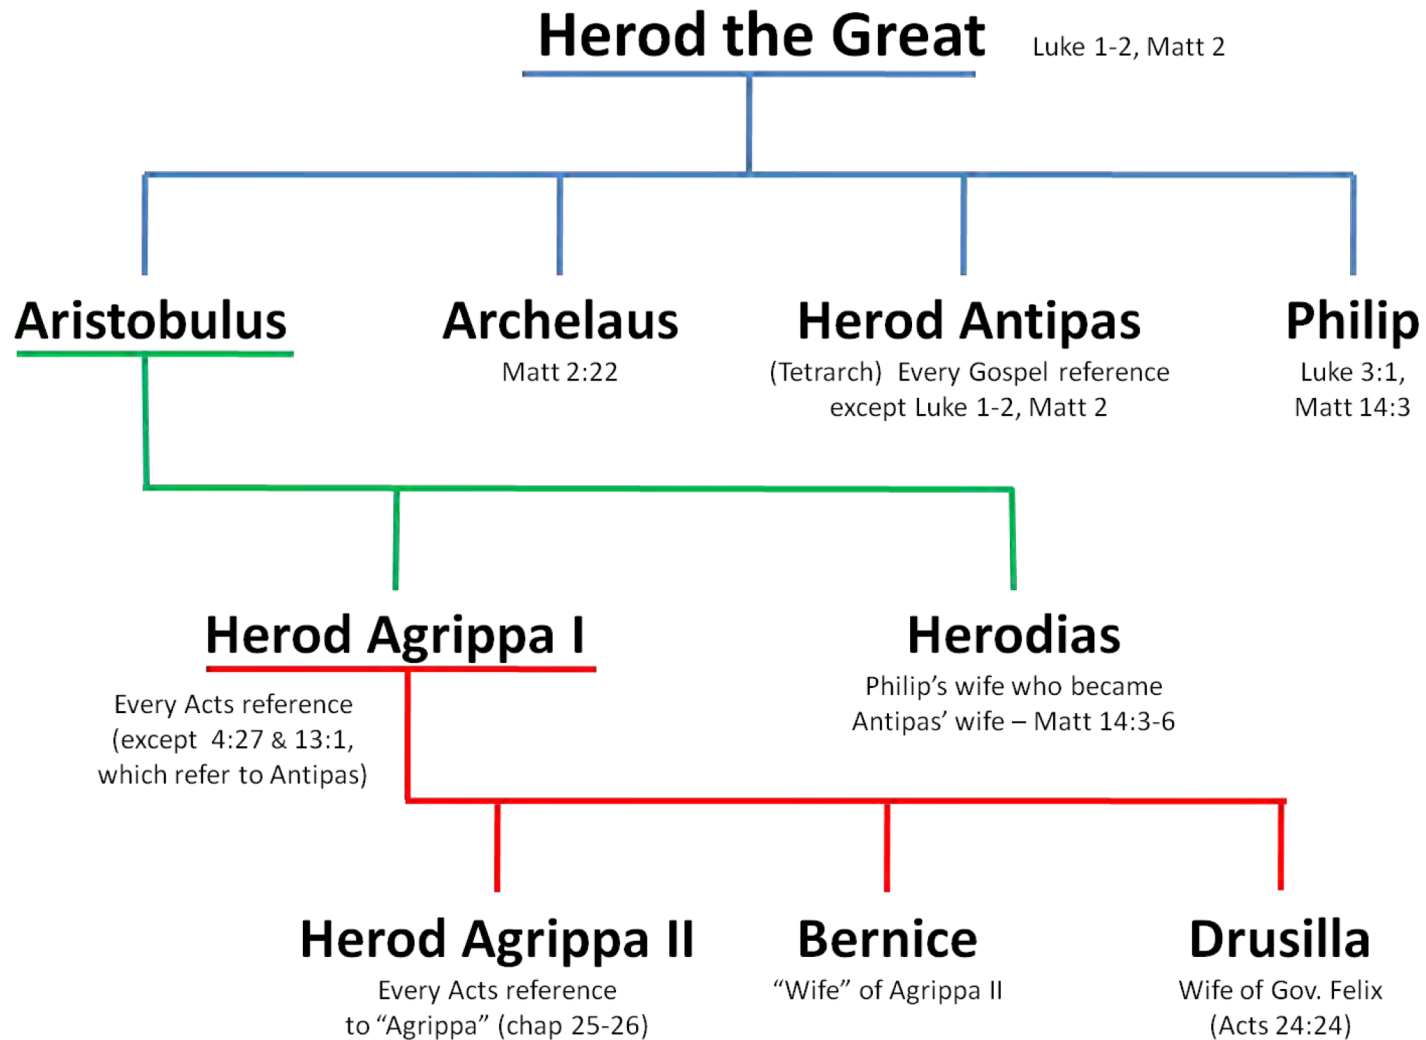 Herod the Great
Luke 1-2, Matt 2
Aristobulus
Archelaus
Matt 2:22
Herod Antipas
(Tetrarch)  Every Gospel reference
except Luke 1-2, Matt 2
Philip
Luke 3:1,
Matt 14:3
Herod Agrippa I
Every Acts reference
(except  4:27 & 13:1,
which refer to Antipas)
Herodias
Philip’s wife who became
Antipas’ wife – Matt 14:3-6
Herod Agrippa II
Every Acts reference
to “Agrippa” (chap 25-26)
Bernice
“Wife” of Agrippa II
Drusilla
Wife of Gov. Felix
(Acts 24:24)